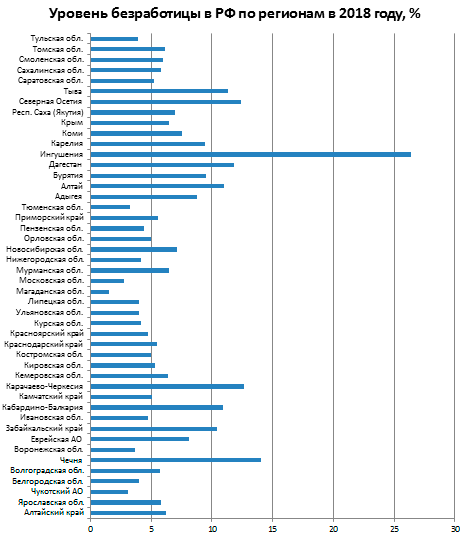 Уровень безработицы в РФ по регионам в 2018 году, %
Тульская обл.
Томская обл.
Смоленская обл.
Сахалинская обл.
Саратовская обл.
Тыва
Северная Осетия
Респ. Саха (Якутия)
Крым
Коми
Карелия
Ингушения
Дагестан
Бурятия
Алтай
Адыгея
Тюменская обл.
Приморский край
Пензенская обл.
Орловская обл.
Новосибирская обл.
Нижегородская обл.
Мурманская обл.
Московская обл.
Магаданская обл.
Липецкая обл.
Ульяновская обл.
Курская обл.
Красноярский край
Краснодарский край
Костромская обл.
Кировская обл.
Кемеровская обл.
Карачаево-Черкесия
Камчатский край
Кабардино-Балкария
Ивановская обл.
Забайкальский край
Еврейская АО
Воронежская обл.
Чечня
Волгоградская обл.
Белгородская обл.
Чукотский АО
Ярославская обл.
Алтайский край
0 5 10 15 20 25 30